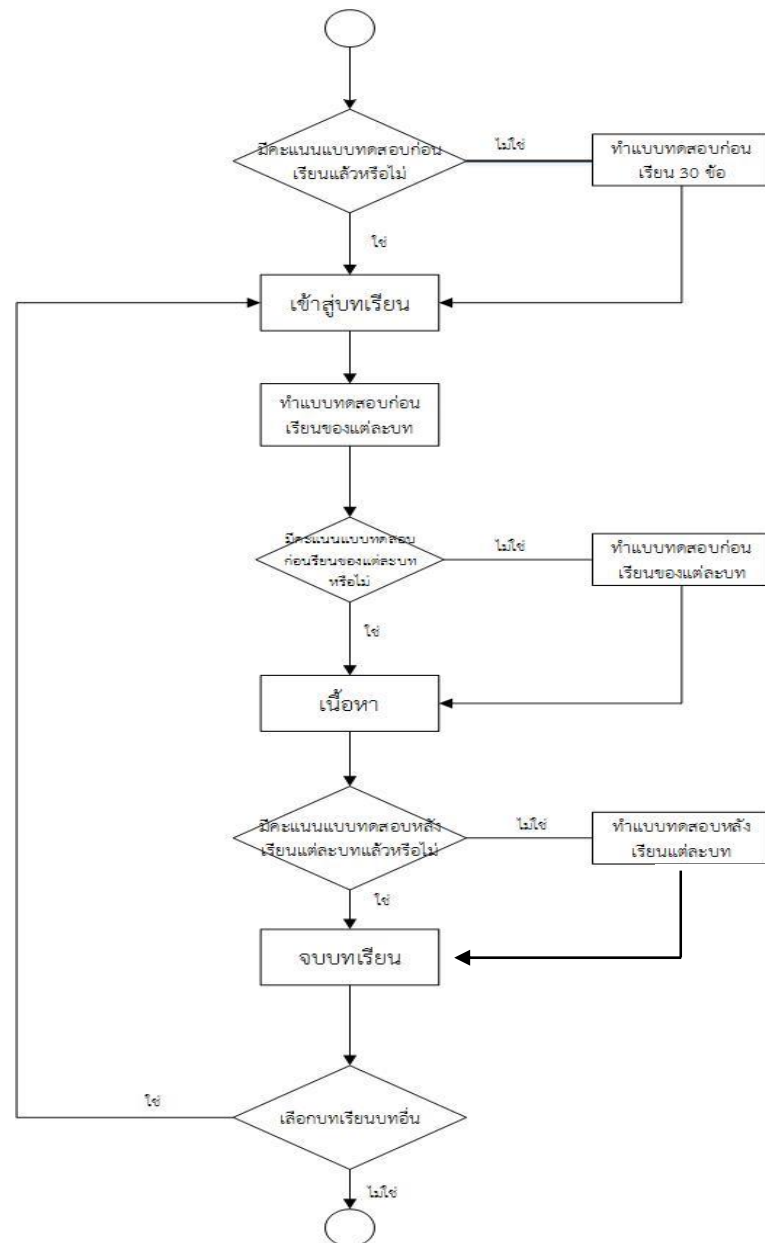 มีคะแนนแบบทดสอบก่อน
เรียนแล้วหรือไม่
ไม่ใช่
ทำแบบทดสอบก่อน
เรียน 30 ข้อ
ใช่
เข้าสู่บทเรียน
ทำแบบทดสอบก่อน
เรียนของแต่ละบท
มีคะแนนแบบทดสอบ
ก่อนรียนของแต่ละบท
หรือไม่
ไม่ใช่
ทำแบบทดสอบก่อน
เรียนของแต่ละบท
ใช่
เนื้อหา
มีคะแนนแบบทดสอบหลัง
เรียนแต่ละบทแล้วหรือไม่
ไม่ใช่
ทำแบบทดสอบหลัง
เรียนแต่ละบท
ใช่
จบบทเรียน
ใช่
เลือกบทเรียนบทอื่น
ไม่ใช่